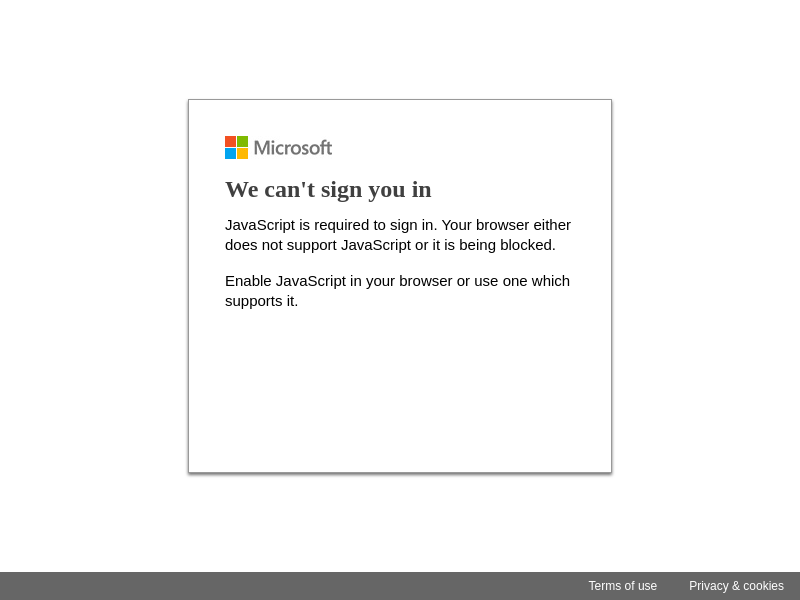 Microsoft
We can't sign you in
JavaScript is required to sign in. Your browser either
does not support JavaScript or it is being blocked.
Enable JavaScript in your browser or use one which
supports it.
Terms of use Privacy & cookies